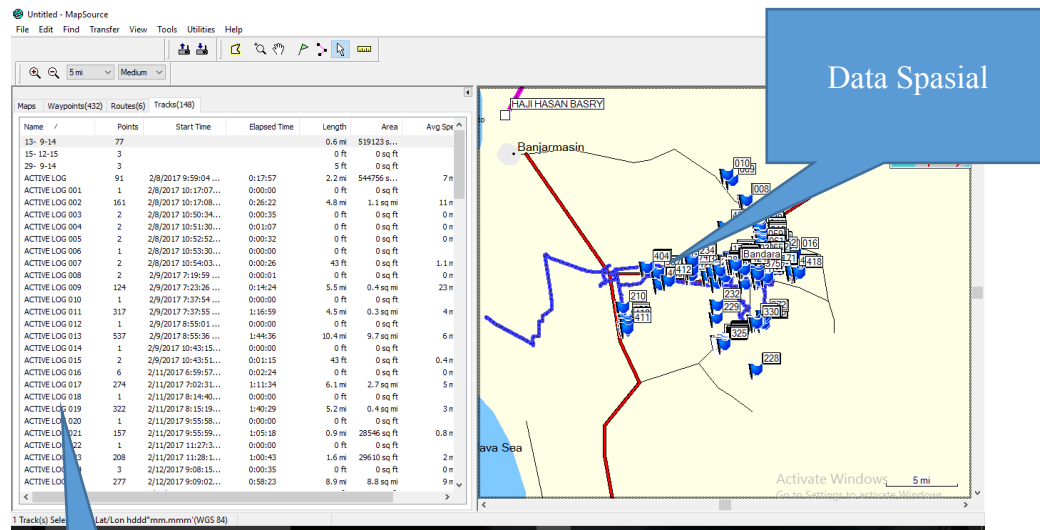 Untitled - MapSource
File Edit Find Transfer View Tools Utilities Help
5 mi Medium
Maps Waypoints(432) Routes(6) Tracks(148)
Name / Points Start Time Elapsed Time Length Area Avg Spe
13- 9-14 77 0.6 mi 519123 s...
15- 12-15 3 0 ft 0 sq ft
29- 9-14 3 5 ft 0 sq ft
ACTIVE LOG 91 2/8/2017 9:59:04 ... 0:17:57 2.2 mi 544756 s... 7 m
ACTIVE LOG 001 1 2/8/2017 10:17:07... 0:00:00 0 ft 0 sq ft
ACTIVE LOG 002 161 2/8/2017 10:17:08... 0:26:22 4.8 mi 1.1 sq mi 11 m
ACTIVE LOG 003 2 2/8/2017 10:50:34... 0:00:35 0 ft 0 sq ft 0 m
ACTIVE LOG 004 2 2/8/2017 10:51:30... 0:01:07 0 ft 0 sq ft 0 m
ACTIVE LOG 005 2 2/8/2017 10:52:52... 0:00:32 0 ft 0 sq ft 0 m
ACTIVE LOG 006 1 2/8/2017 10:53:30... 0:00:00 0 ft 0 sq ft
ACTIVE LOG 007 2 2/8/2017 10:54:03... 0:00:26 43 ft 0 sq ft 1.1 m
ACTIVE LOG 008 2 2/9/2017 7:19:59 ... 0:00:01 0 ft 0 sq ft 0 m
ACTIVE LOG 009 124 2/9/2017 7:23:26 ... 0:14:24 5.5 mi 0.4 sq mi 23 m
ACTIVE LOG 010 1 2/9/2017 7:37:54 ... 0:00:00 0 ft 0 sq ft
ACTIVE LOG 011 317 2/9/2017 7:37:55 ... 1:16:59 4.5 mi 0.3 sq mi 4 m
ACTIVE LOG 012 1 2/9/2017 8:55:01 ... 0:00:00 0 ft 0 sq ft
ACTIVE LOG 013 537 2/9/2017 8:55:36 ... 1:44:36 10.4 mi 9.7 sq mi 6 m
ACTIVE LOG 014 1 2/9/2017 10:43:15... 0:00:00 0 ft 0 sq ft
ACTIVE LOG 015 2 2/9/2017 10:43:51... 0:01:15 43 ft 0 sq ft 0.4 m
ACTIVE LOG 016 6 2/11/2017 6:59:57... 0:02:24 0 ft 0 sq ft 0 m
ACTIVE LOG 017 274 2/11/2017 7:02:31... 1:11:34 6.1 mi 2.7 sq mi 5 m
ACTIVE LOG 018 1 2/11/2017 8:14:40... 0:00:00 0 ft 0 sq ft
ACTIVE LOG 019 322 2/11/2017 8:15:19... 1:40:29 5.2 mi 0.4 sq mi 3 m
ACTIVE LOG 020 1 2/11/2017 9:55:58... 0:00:00 0 ft 0 sq ft
ACTIVE LOG 021 157 2/11/2017 9:55:59... 1:05:18 0.9 mi 28546 sq ft 0.8 m
ACTIVE LOG 022 1 2/11/2017 11:27:3... 0:00:00 0 ft 0 sq ft
ACTIVE LOG 208 2/11/2017 11:28:1... 1:00:43 1.6 mi 29610 sq ft 2 m
ACTIVE LOG 3 2/12/2017 9:08:15... 0:00:35 0 ft 0 sq ft 0 m
ACTIVE LOG 277 2/12/2017 9:09:02... 0:58:23 8.9 mi 8.8 sq mi 9 m
1 Track(s) Lat/Lon hddd°mm.mmm'(WGS 84)
Data Spasial
HAJI HASAN BASRY
Banjarmasin
010
008
016
404
234
Bandara
418
412
210
232
229
330
411
325
228
ava Sea
Activate Windows
Go to Settings to activate Windows.
5 mi